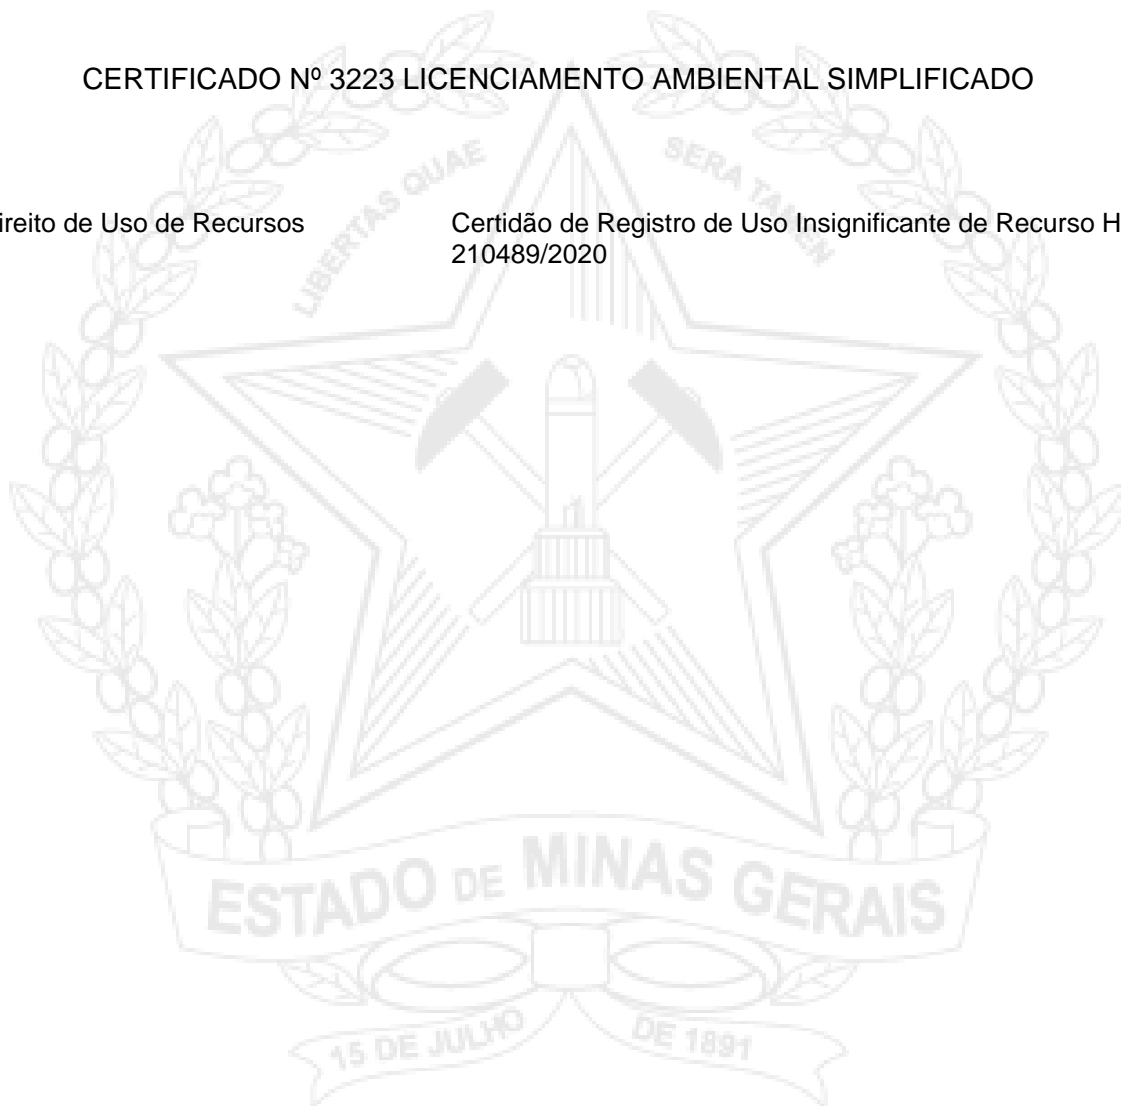 CERTIFICADO Nº 3223 LICENCIAMENTO AMBIENTAL SIMPLIFICADO
LIBERTAS QUAE SERA TAMEN
ireito de Uso de Recursos
Certidão de Registro de Uso Insignificante de Recurso H
210489/2020
ESTADO DE MINAS GERAIS
15 DE JULHO DE 1891